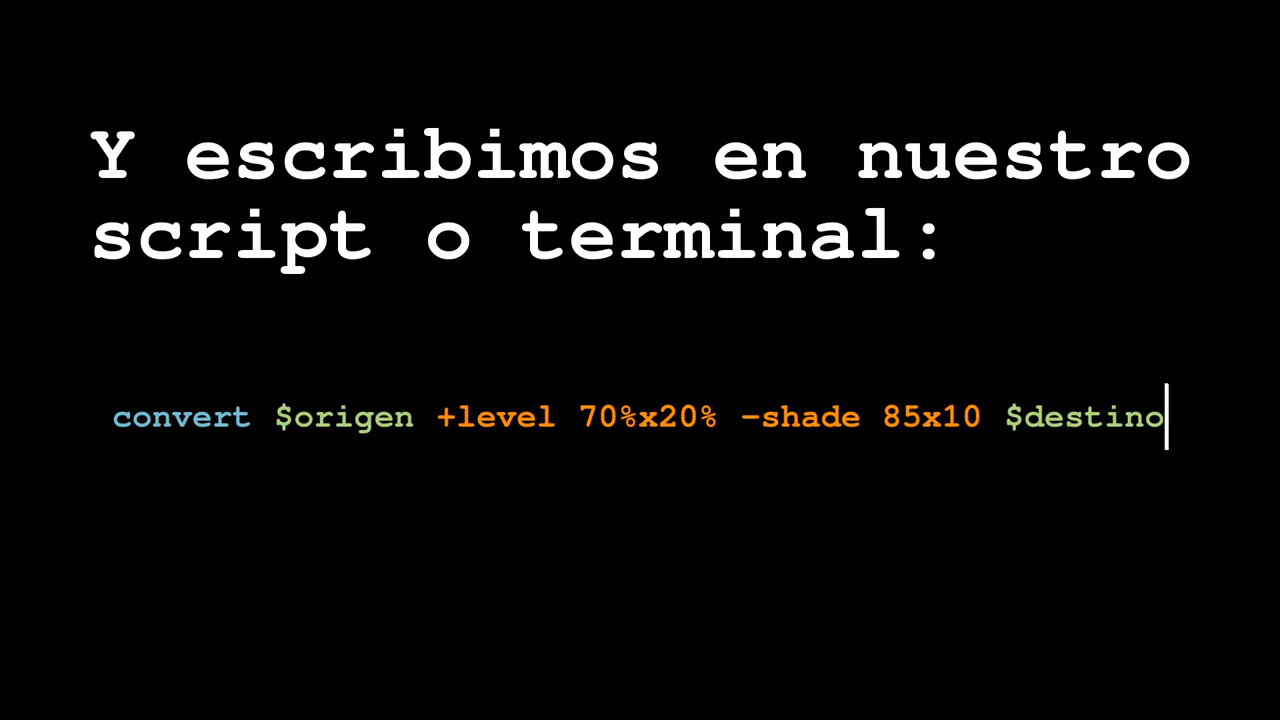 Y escribimos en nuestro
script o terminal:
convert $origen +level 70%x20% -shade 85x10 $destino